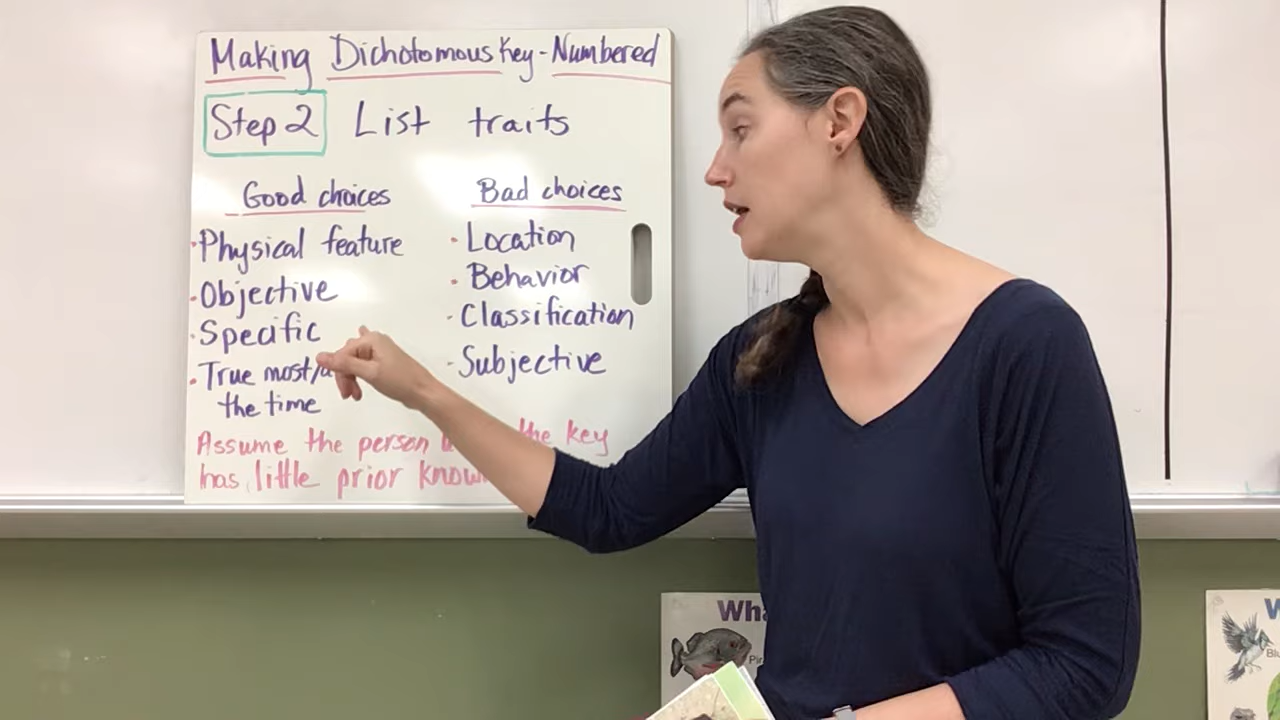 Making Dichotomous Key - Numbered
Step 2 List traits
Good choices
· Physical feature
· Objective
· Specific
· True most/
the time
Bad choices
· Location
· Behavior
· Classification
· Subjective
Assume the person the key
has little prior